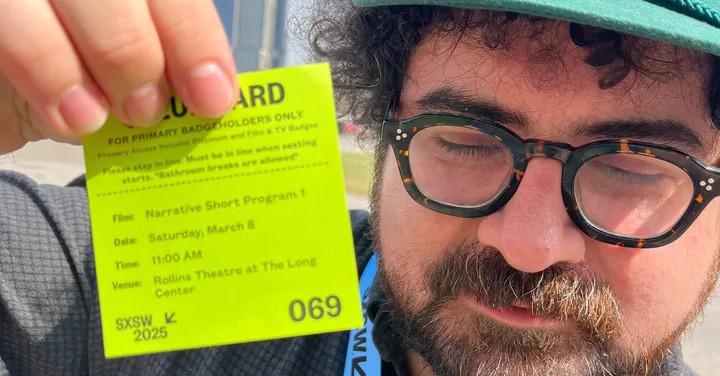 FOR PRIMARY BADGEHOLDERS ONLY
Primary Access Includes Platinum and Film & TV Badges
Please stay in line. Must be in line when seating
starts. "Bathroom breaks are allowed"
Film: Narrative Short Program 1
Date: Saturday, March 8
Time: 11:00 AM
Venue: Rollins Theatre at The Long
Center
SXSW
2025
069